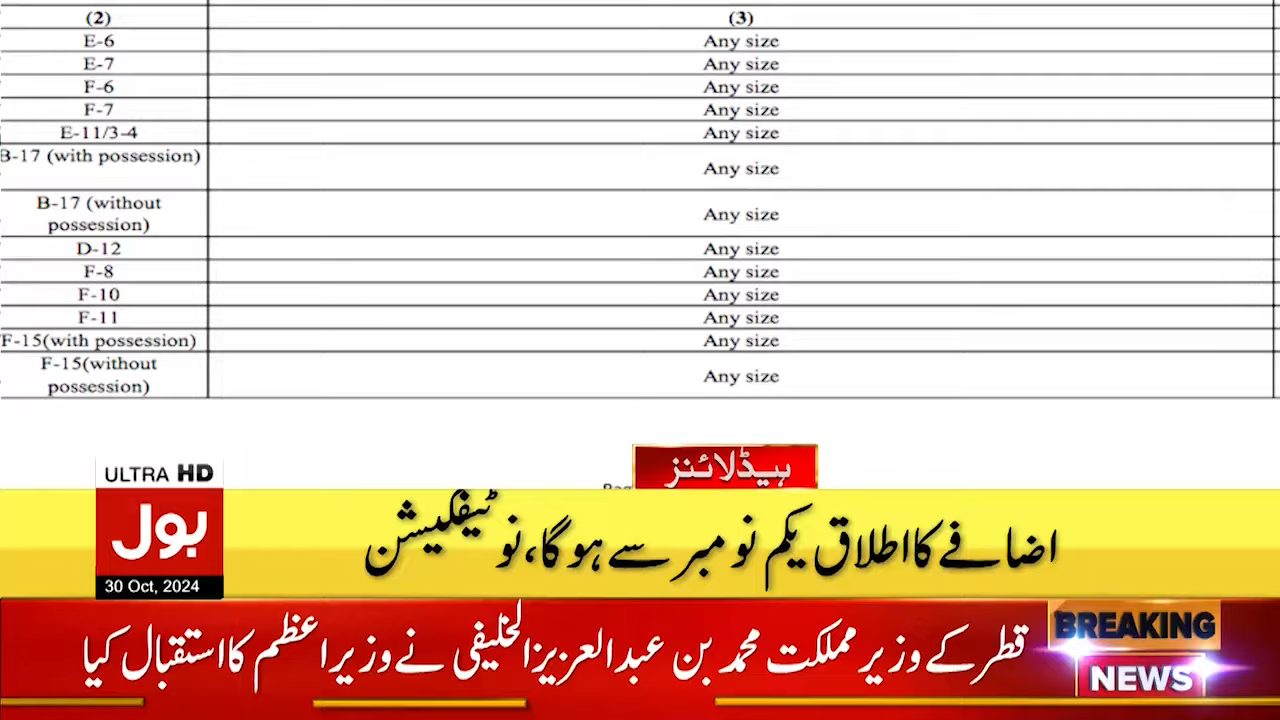 (2) (3)
E-6 Any size
E-7 Any size
F-6 Any size
F-7 Any size
E-11/3-4 Any size
B-17 (with possession) Any size
B-17 (without
possession) Any size
D-12 Any size
F-8 Any size
F-10 Any size
F-11 Any size
F-15(with possession) Any size
F-15(without
possession) Any size
ہیڈلائنز
ULTRA HD
بول
30 Oct, 2024
اضافے کا اطلاق یکم نومبر سے ہوگا، نوٹیفکیشن
BREAKING
NEWS
قطر کے وزیر مملکت محمد بن عبدالعزیز الخلیفی نے وزیراعظم کا استقبال کیا